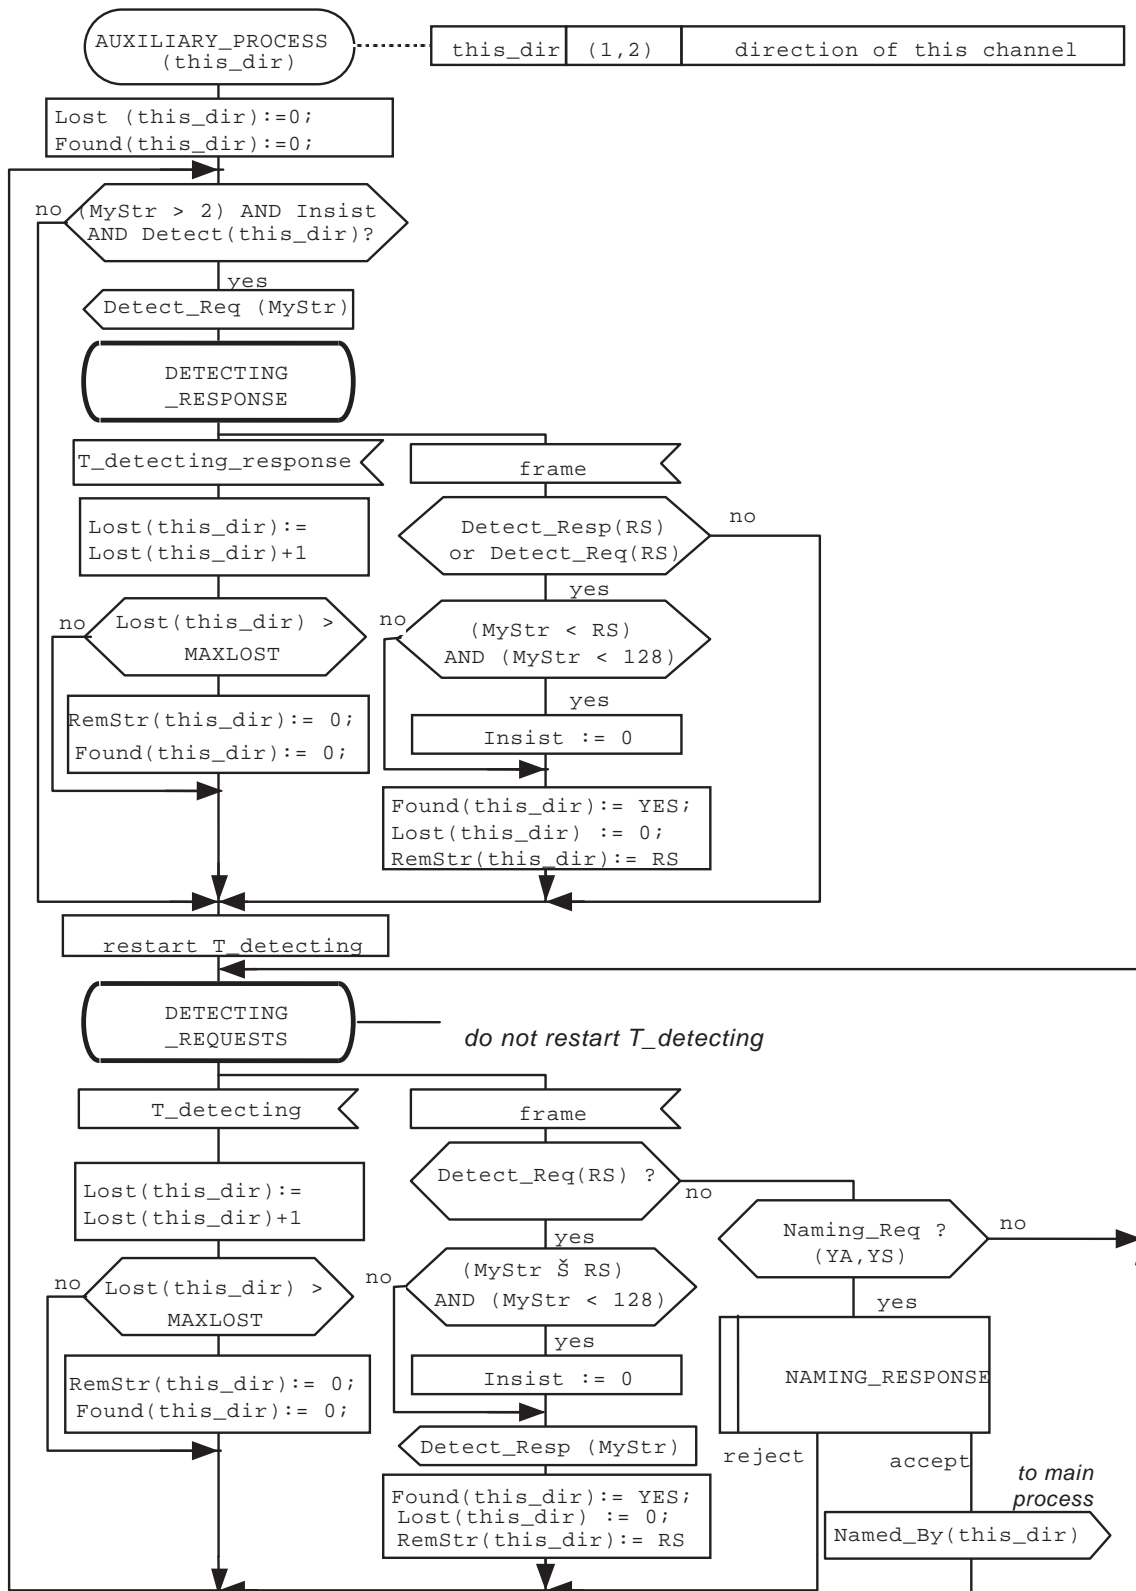 AUXILIARY_PROCESS
(this_dir)
this_dir (1,2) direction of this channel
Lost (this_dir):=0;
Found(this_dir):=0;
no
(MyStr > 2) AND Insist
AND Detect(this_dir)?
yes
Detect_Req (MyStr)
DETECTING
_RESPONSE
T_detecting_response
frame
Lost(this_dir):=
Lost(this_dir)+1
Detect_Resp(RS)
or Detect_Req(RS)
no
yes
no
Lost(this_dir) >
MAXLOST
no
(MyStr < RS)
AND (MyStr < 128)
yes
RemStr(this_dir):= 0;
Found(this_dir):= 0;
Insist := 0
Found(this_dir):= YES;
Lost(this_dir) := 0;
RemStr(this_dir):= RS
restart T_detecting
DETECTING
_REQUESTS
do not restart T_detecting
T_detecting
frame
Lost(this_dir):=
Lost(this_dir)+1
Detect_Req(RS) ?
no
yes
Naming_Req ?
(YA,YS)
no
yes
no
Lost(this_dir) >
MAXLOST
no
(MyStr Š RS)
AND (MyStr < 128)
yes
RemStr(this_dir):= 0;
Found(this_dir):= 0;
Insist := 0
NAMING_RESPONSE
Detect_Resp (MyStr)
reject
accept
to main
process
Found(this_dir):= YES;
Lost(this_dir) := 0;
RemStr(this_dir):= RS
Named_By(this_dir)